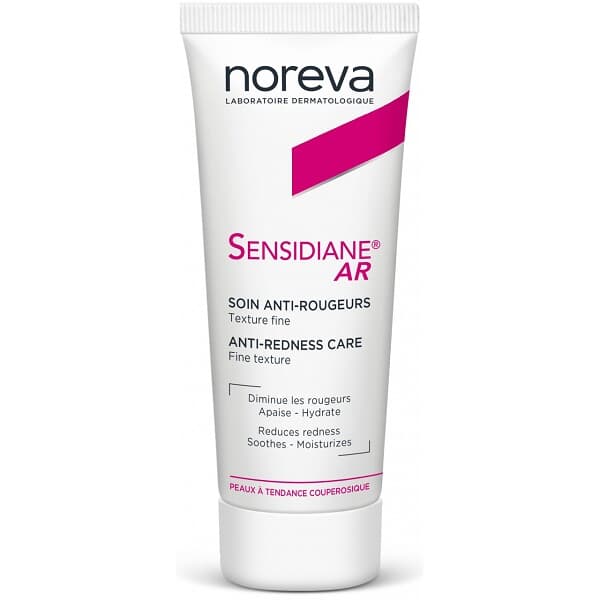 noreva
LABORATOIRE DERMATOLOGIQUE
SENSIDIANE®
AR
SOIN ANTI-ROUGEURS
Texture fine
ANTI-REDNESS CARE
Fine texture
Diminue les rougeurs
Apaise - Hydrate
Reduces redness
Soothes - Moisturizes
PEAUX À TENDANCE COUPEROSIQUE